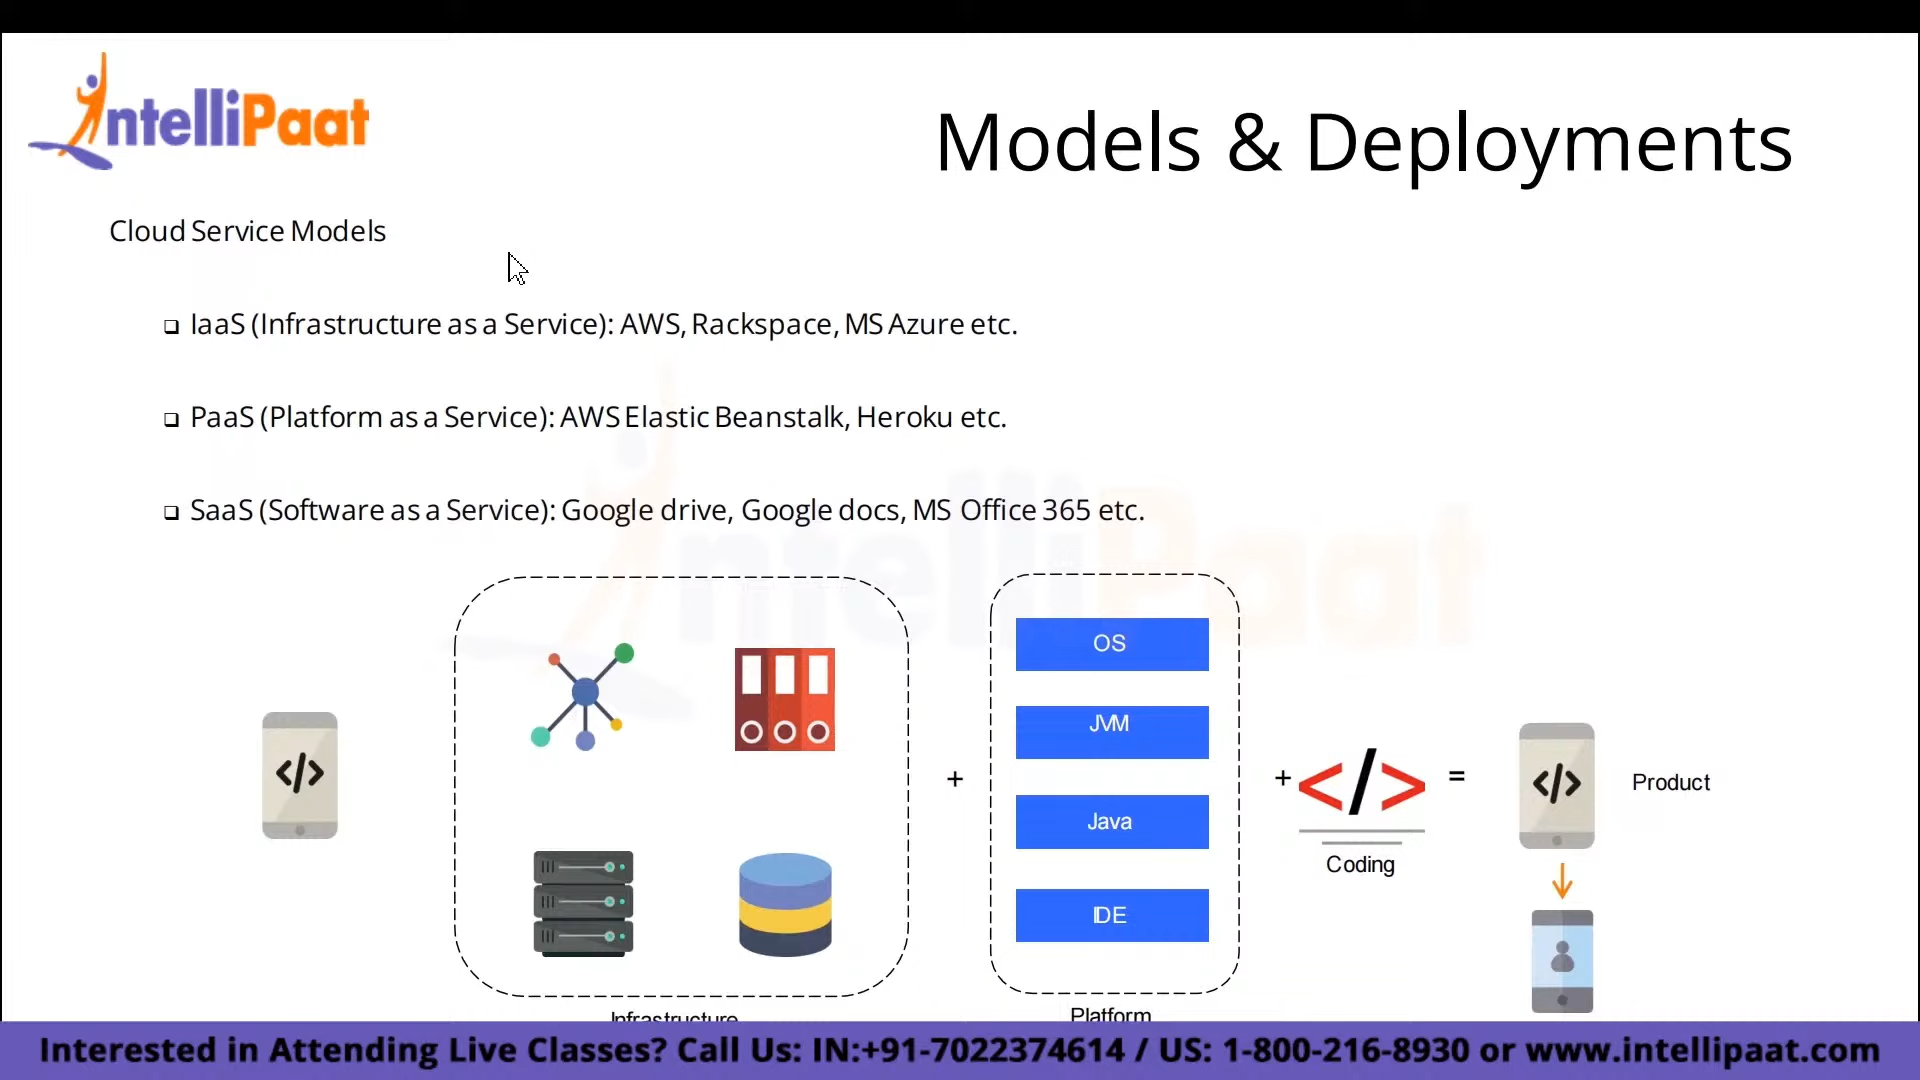 IntelliPaat
Models & Deployments
Cloud Service Models
IaaS (Infrastructure as a Service): AWS, Rackspace, MS Azure etc.
PaaS (Platform as a Service): AWS Elastic Beanstalk, Heroku etc.
SaaS (Software as a Service): Google drive, Google docs, MS Office 365 etc.
IntelliPaat
OS
JVM
Java
IDE
</>
+
+
</>
Coding
=
</>
Product
Infrastructure
Platform
Interested in Attending Live Classes? Call Us: IN:+91-7022374614 / US: 1-800-216-8930 or www.intellipaat.com